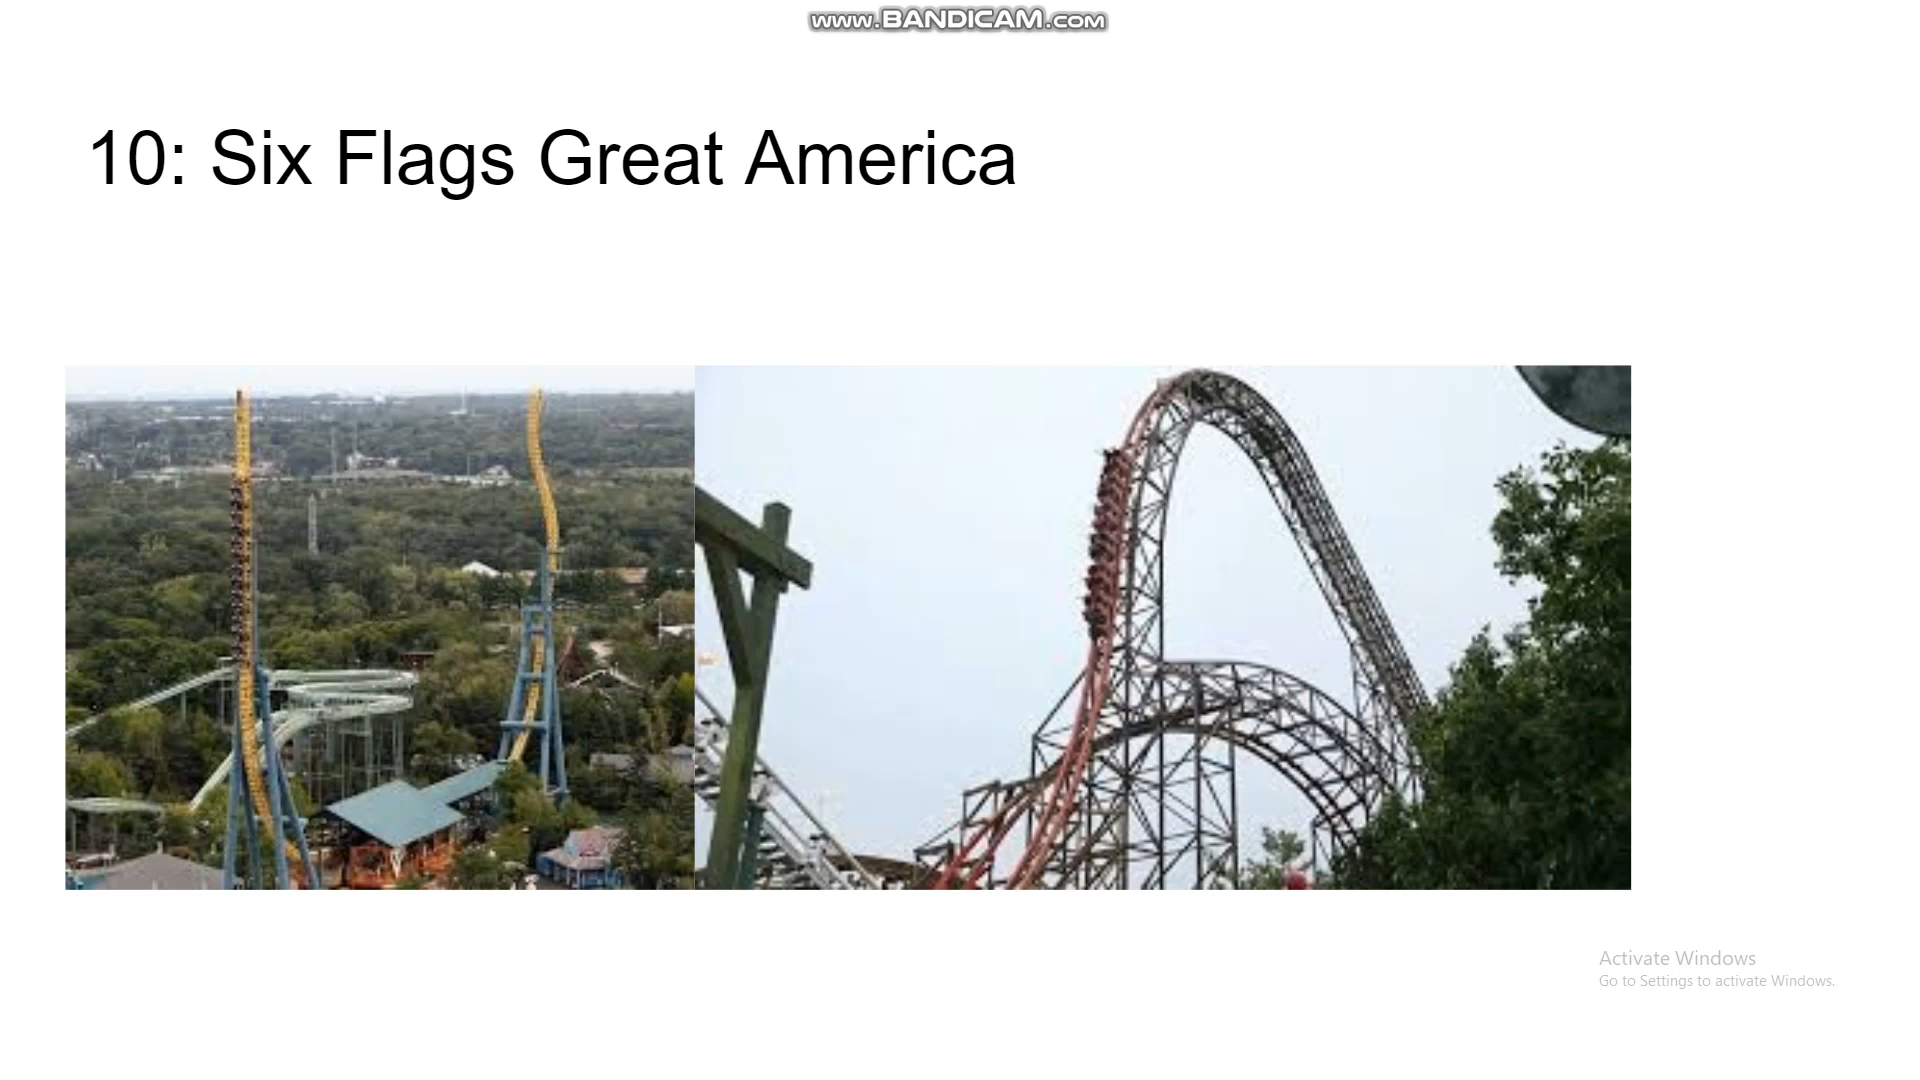 www.BANDICAM.com
10: Six Flags Great America
Activate Windows
Go to Settings to activate Windows.